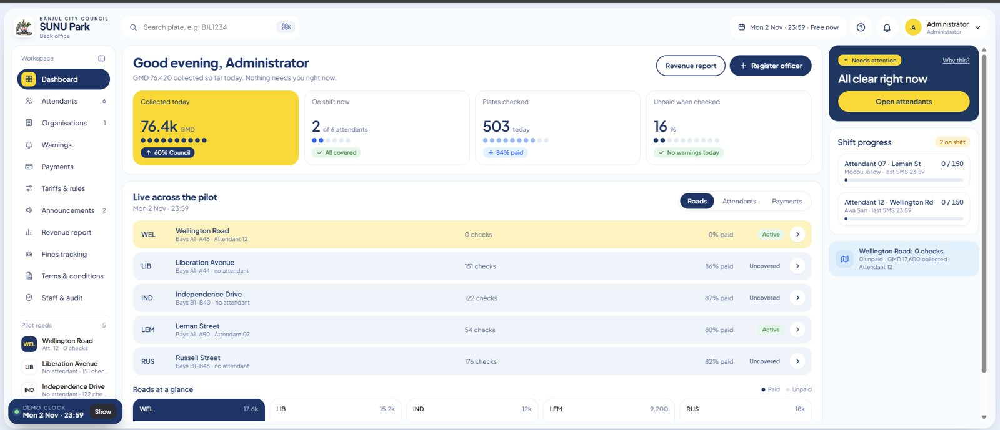 BANJUL CITY COUNCIL
SUNU Park
Back office
Search plate, e.g. BJL1234
⌘K
Mon 2 Nov · 23:59 · Free now
A
Administrator
Administrator
Workspace
Dashboard
Attendants 6
Organisations 1
Warnings
Payments
Tariffs & rules
Announcements 2
Revenue report
Fines tracking
Terms & conditions
Staff & audit
Pilot roads 5
WEL
Wellington Road
Att. 12 · 0 checks
LIB
Liberation Avenue
No attendant · 151 chec...
IND
Independence Drive
No attendant · 122 che...
DEMO CLOCK
Mon 2 Nov · 23:59
Show
Good evening, Administrator
GMD 76,420 collected so far today. Nothing needs you right now.
Revenue report
+ Register officer
Collected today
76.4k GMD
↑ 60% Council
On shift now
2 of 6 attendants
✓ All covered
Plates checked
503 today
+ 84% paid
Unpaid when checked
16 %
✓ No warnings today
Live across the pilot
Mon 2 Nov · 23:59
Roads
Attendants
Payments
WEL
Wellington Road
Bays A1–A48 · Attendant 12
0 checks
0% paid
Active
LIB
Liberation Avenue
Bays A1–A44 · no attendant
151 checks
86% paid
Uncovered
IND
Independence Drive
Bays B1–B40 · no attendant
122 checks
87% paid
Uncovered
LEM
Leman Street
Bays A1–A50 · Attendant 07
54 checks
80% paid
Active
RUS
Russell Street
Bays B1–B46 · no attendant
176 checks
82% paid
Uncovered
Roads at a glance
Paid
Unpaid
WEL 17.6k
LIB 15.2k
IND 12k
LEM 9,200
RUS 18k
Needs attention
Why this?
All clear right now
Open attendants
Shift progress
2 on shift
Attendant 07 · Leman St 0 / 150
Modou Jallow · last SMS 23:59
Attendant 12 · Wellington Rd 0 / 150
Awa Sarr · last SMS 23:59
Wellington Road: 0 checks
0 unpaid · GMD 17,600 collected ·
Attendant 12